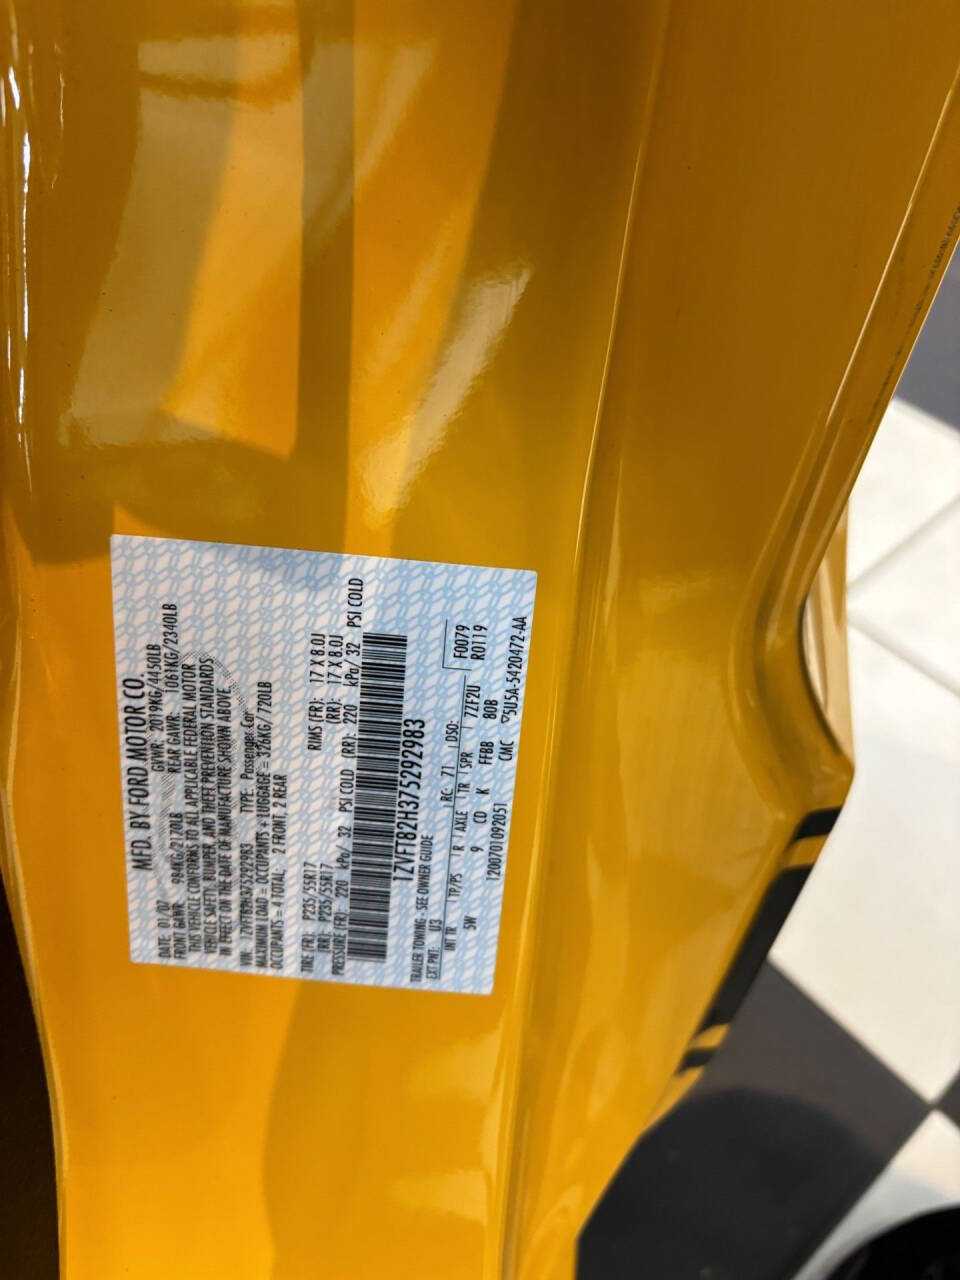 MFD. BY FORD MOTOR CO.
DATE: 01/07 GVWR: 2019KG/4450LB
FRONT GAWR: 984KG/2170LB REAR GAWR: 1061KG/2340LB
THIS VEHICLE CONFORMS TO ALL APPLICABLE FEDERAL MOTOR
VEHICLE SAFETY, BUMPER, AND THEFT PREVENTION STANDARDS
IN EFFECT ON THE DATE OF MANUFACTURE SHOWN ABOVE.
VIN: 1ZVFT82H375292983 TYPE: Passenger Car
MAXIMUM LOAD = OCCUPANTS + LUGGAGE = 326KG/720LB
OCCUPANTS = 4 TOTAL: 2 FRONT, 2 REAR
TIRE (FR): P235/55R17 RIMS (FR): 17 X 8.0J
(RR): P235/55R17 (RR): 17 X 8.0J
PRESSURE (FR): 220 kPa/ 32 PSI COLD (RR): 220 kPa/ 32 PSI COLD
1ZVFT82H375292983
TRAILER TOWING - SEE OWNER GUIDE F0079
EXT PNT: U3 RC: 71 DSO: R0119
INT TR TP/PS R AXLE TR SPR 7ZF2U
5W 9 CD K FFBB 80B
1200701092051 CMC ▽5U5A-5420472-AA